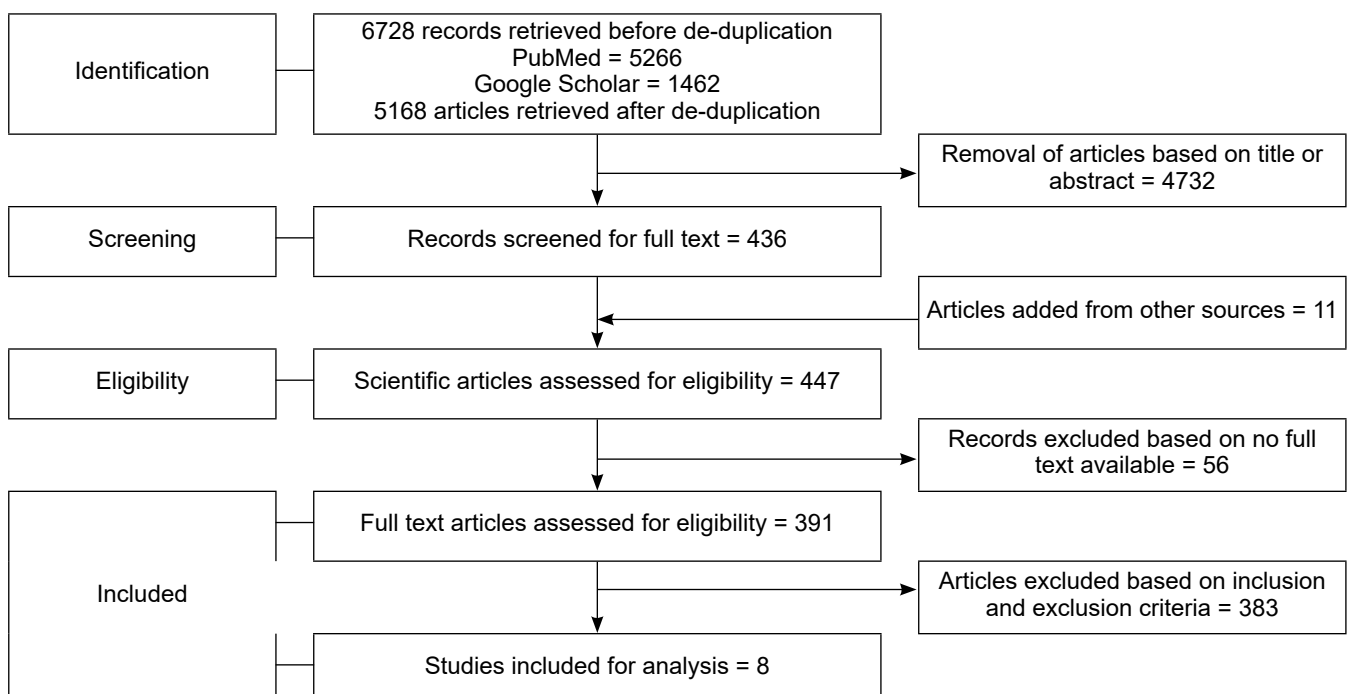 Identification
6728 records retrieved before de-duplication
PubMed = 5266
Google Scholar = 1462
5168 articles retrieved after de-duplication
Removal of articles based on title or
abstract = 4732
Screening
Records screened for full text = 436
Articles added from other sources = 11
Eligibility
Scientific articles assessed for eligibility = 447
Records excluded based on no full
text available = 56
Included
Full text articles assessed for eligibility = 391
Articles excluded based on inclusion
and exclusion criteria = 383
Studies included for analysis = 8